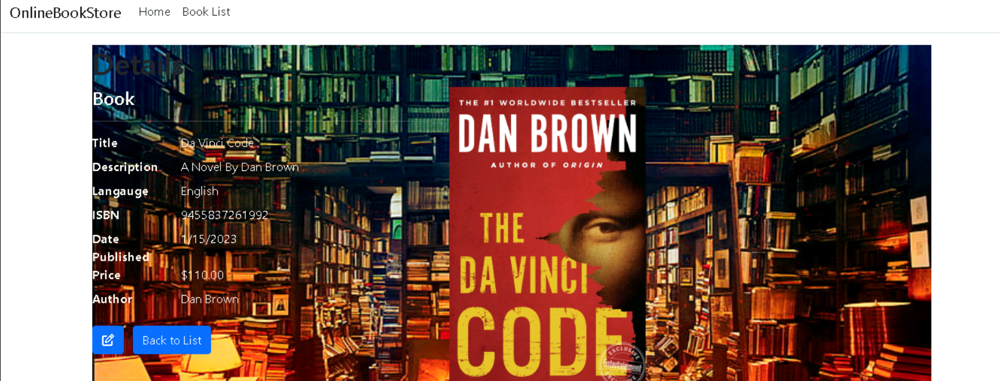 OnlineBookStore Home Book List
Details
Book
Title Da Vinci Code
Description A Novel By Dan Brown
Langauge English
ISBN 9455837261992
Date Published 1/15/2023
Price $110.00
Author Dan Brown
Back to List
THE #1 WORLDWIDE BESTSELLER
DAN BROWN
AUTHOR OF ORIGIN
THE
DA VINCI
CODE
EXCLUSIVE
Entertainment